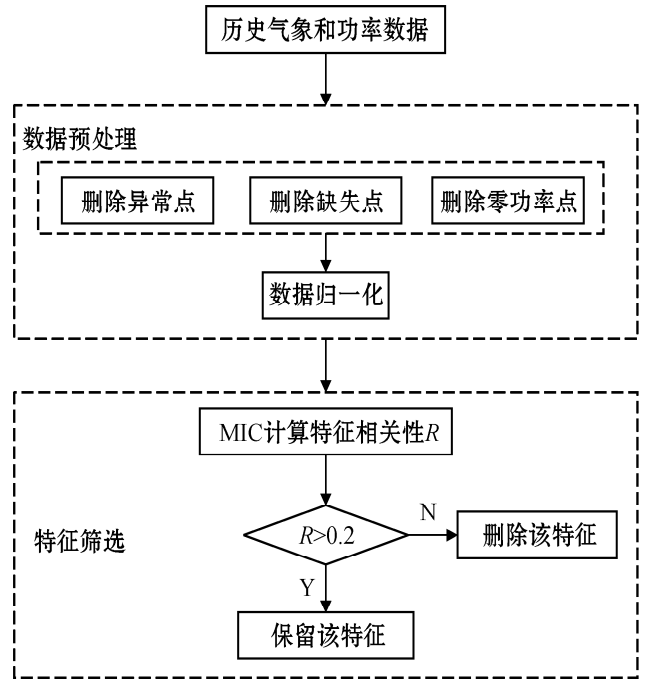 历史气象和功率数据
数据预处理
删除异常点
删除缺失点
删除零功率点
数据归一化
MIC计算特征相关性R
特征筛选
R>0.2
N
删除该特征
Y
保留该特征